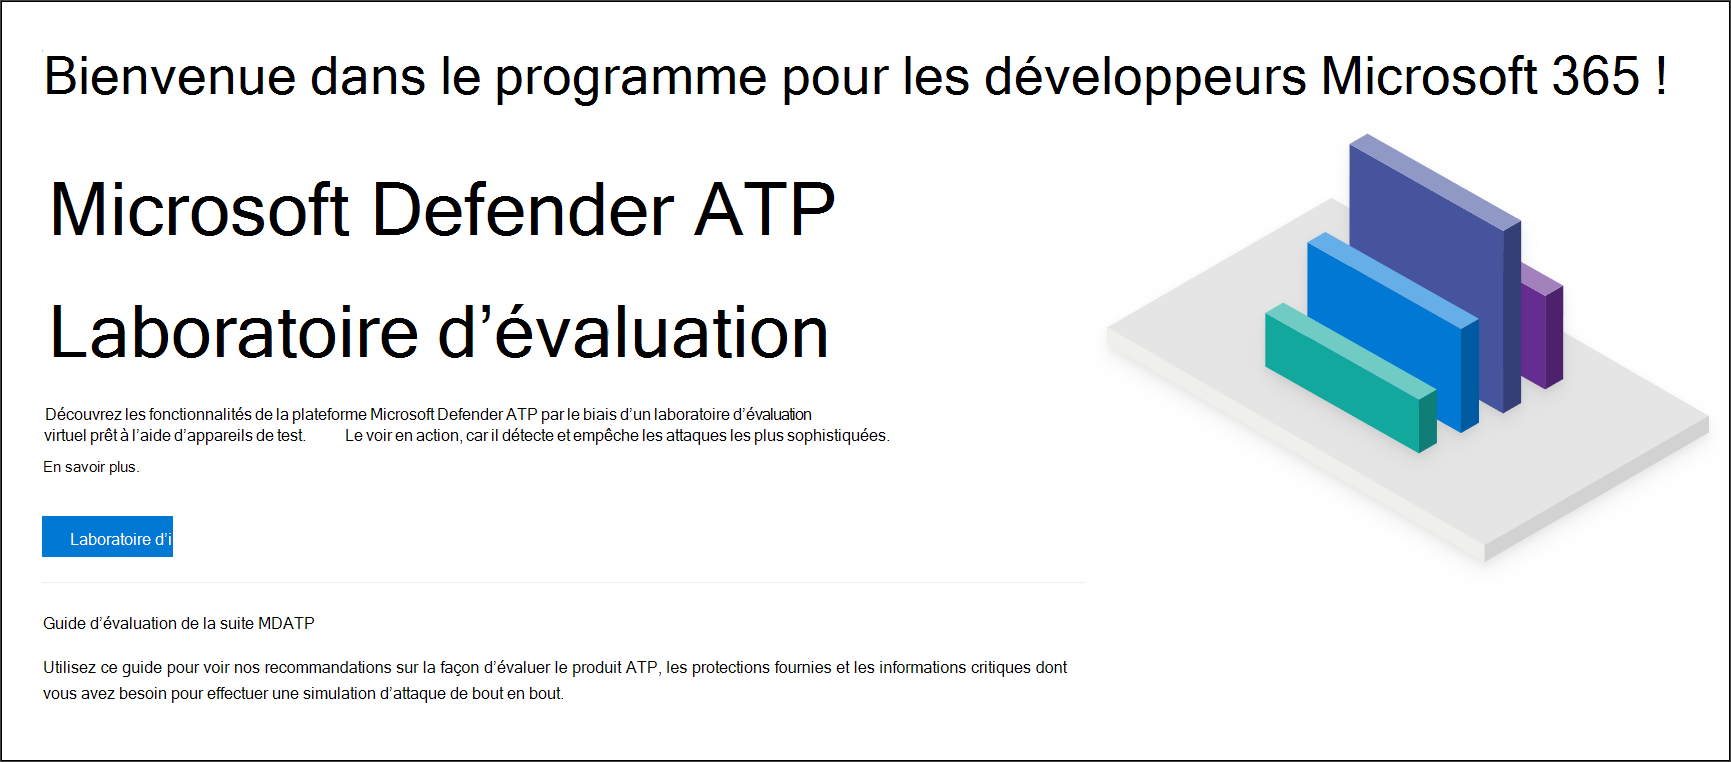 Bienvenue dans le programme pour les développeurs Microsoft 365 !
Microsoft Defender ATP
Laboratoire d’évaluation
Découvrez les fonctionnalités de la plateforme Microsoft Defender ATP par le biais d’un laboratoire d’évaluation
virtuel prêt à l’aide d’appareils de test. Le voir en action, car il détecte et empêche les attaques les plus sophistiquées.
En savoir plus.
Laboratoire d’i
Guide d’évaluation de la suite MDATP
Utilisez ce guide pour voir nos recommandations sur la façon d’évaluer le produit ATP, les protections fournies et les informations critiques dont
vous avez besoin pour effectuer une simulation d’attaque de bout en bout.